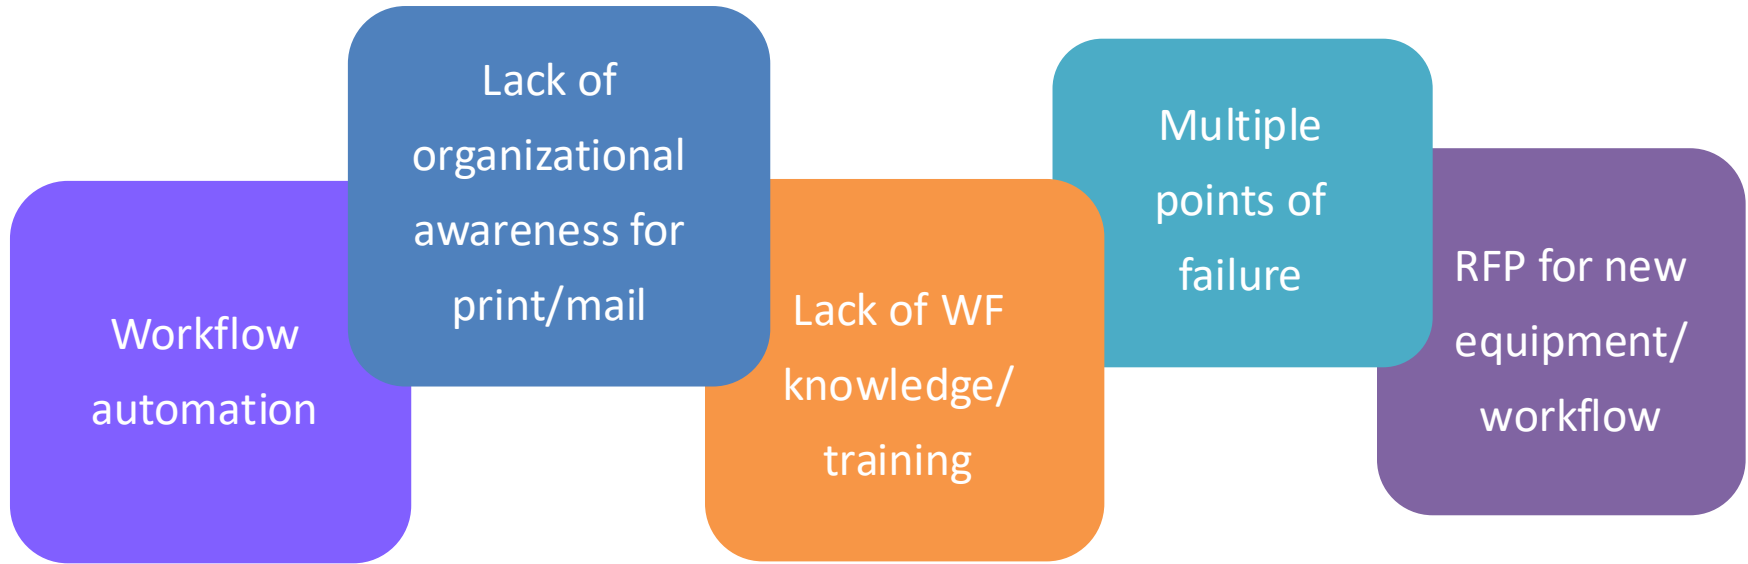 Workflow
automation
Lack of
organizational
awareness for
print/mail
Lack of WF
knowledge/
training
Multiple
points of
failure
RFP for new
equipment/
workflow